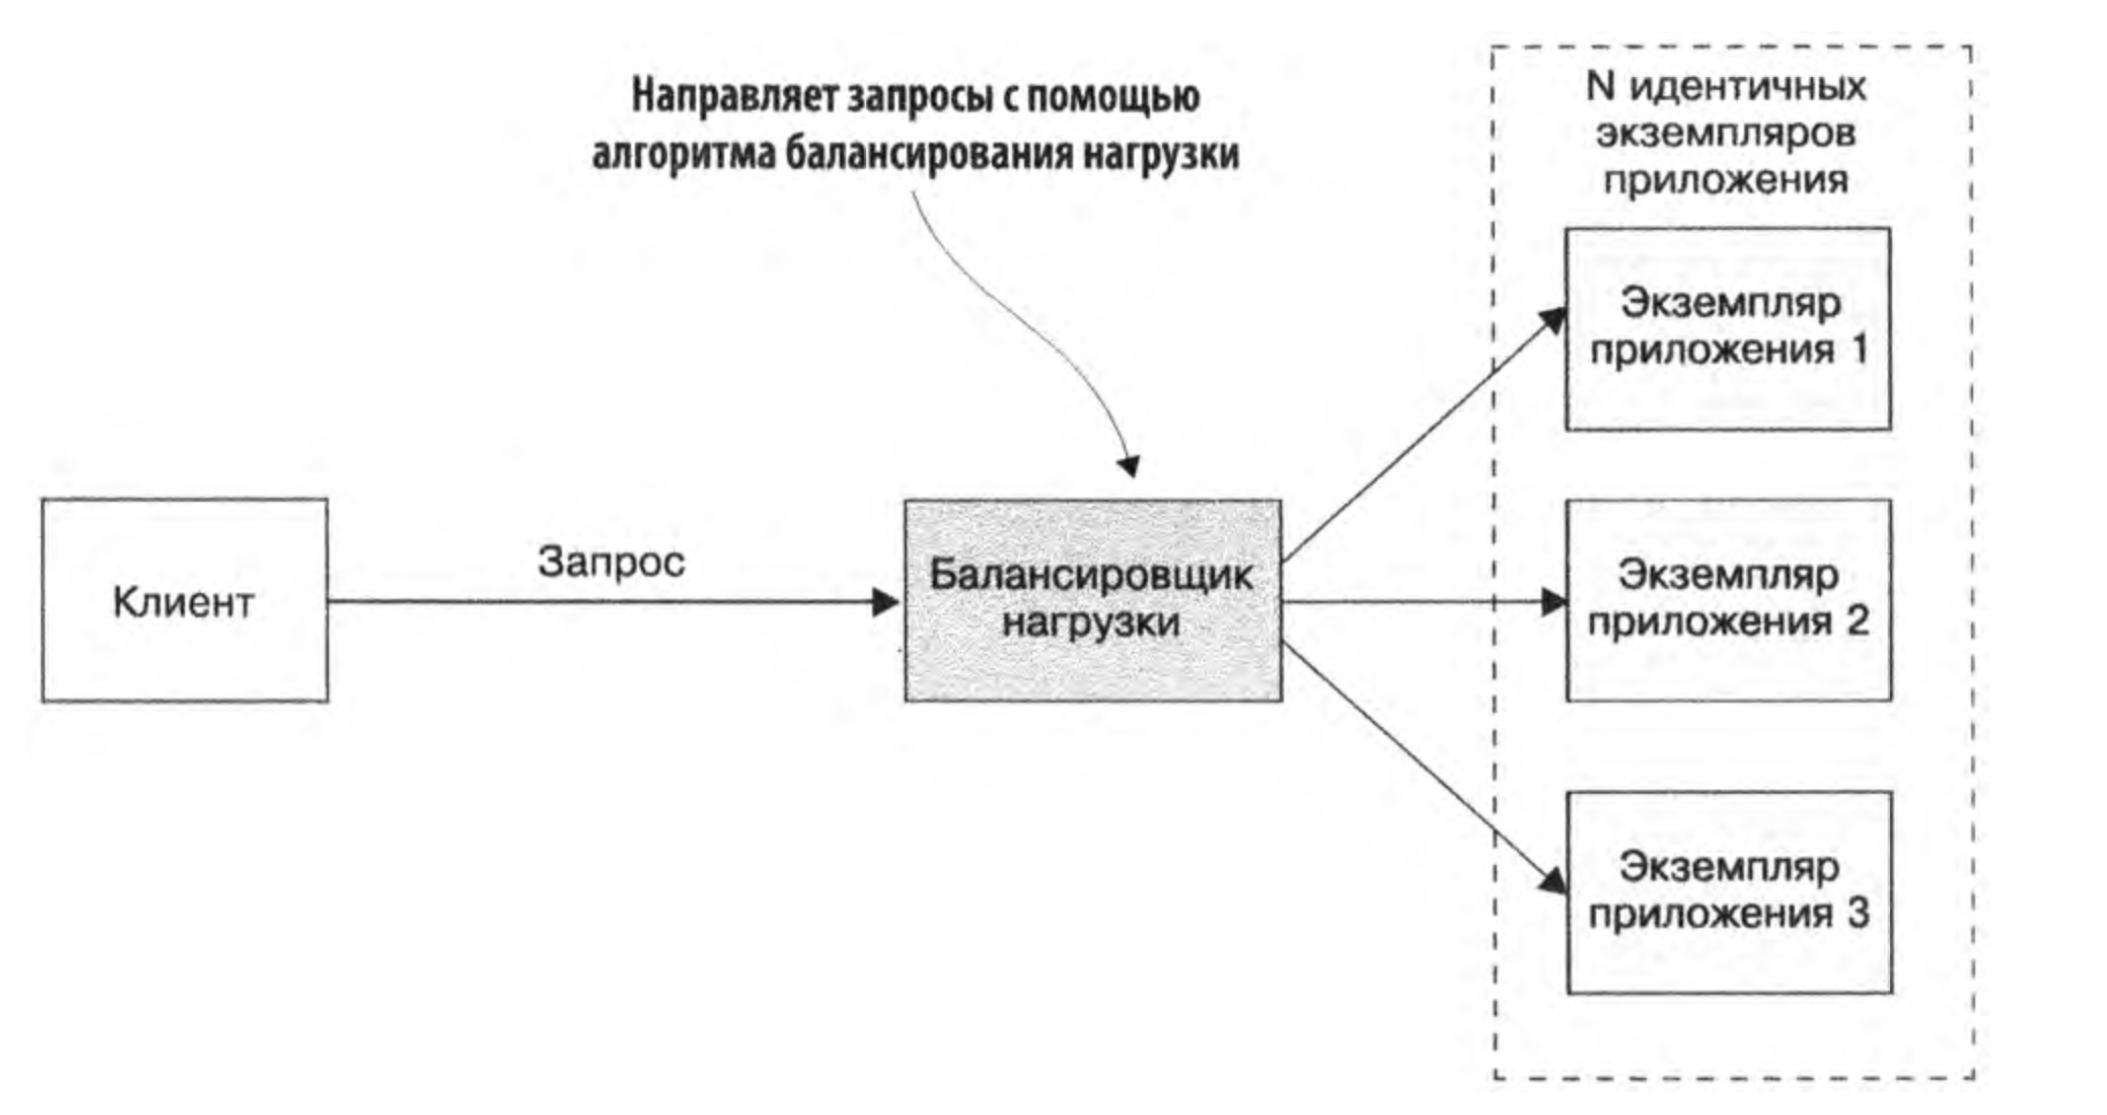 Направляет запросы с помощью
алгоритма балансирования нагрузки
N идентичных
экземпляров
приложения
Экземпляр
приложения 1
Клиент
Запрос
Балансировщик
нагрузки
Экземпляр
приложения 2
Экземпляр
приложения 3